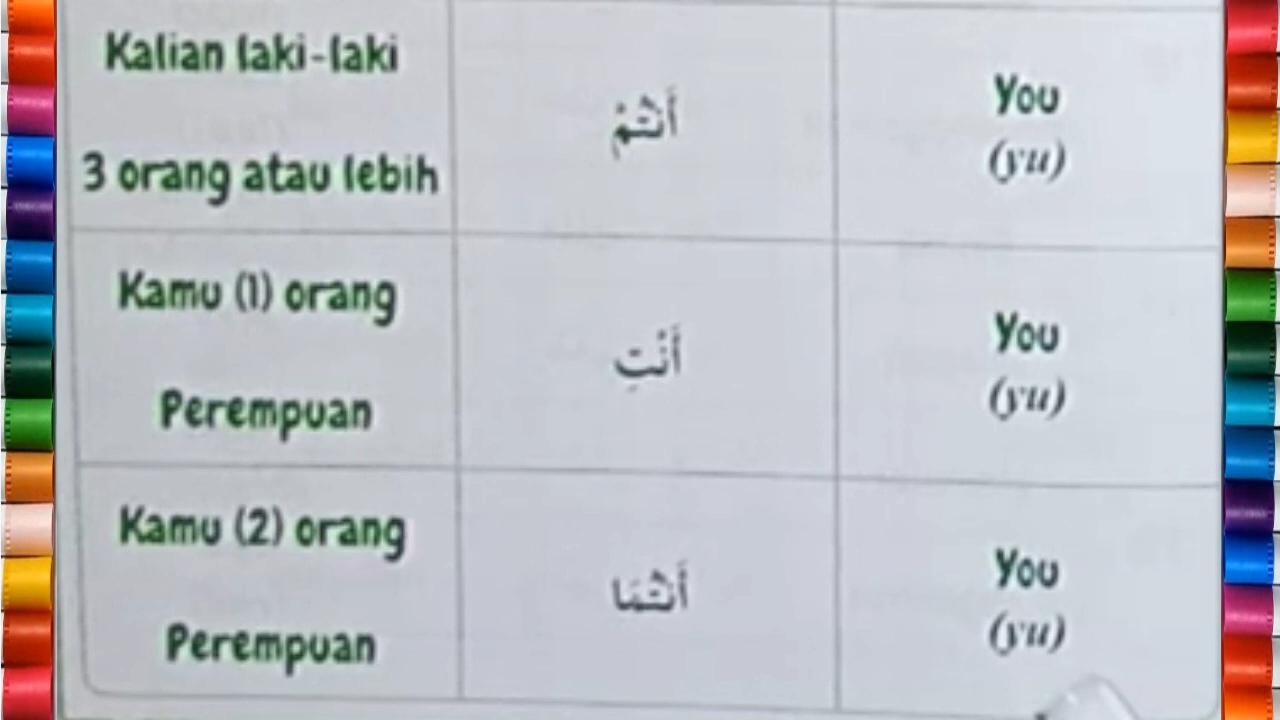 Kalian laki-laki
3 orang atau lebih
أَنْتُمْ
You
(yu)
Kamu (1) orang
Perempuan
أَنْتِ
You
(yu)
Kamu (2) orang
Perempuan
أَنْتُمَا
You
(yu)